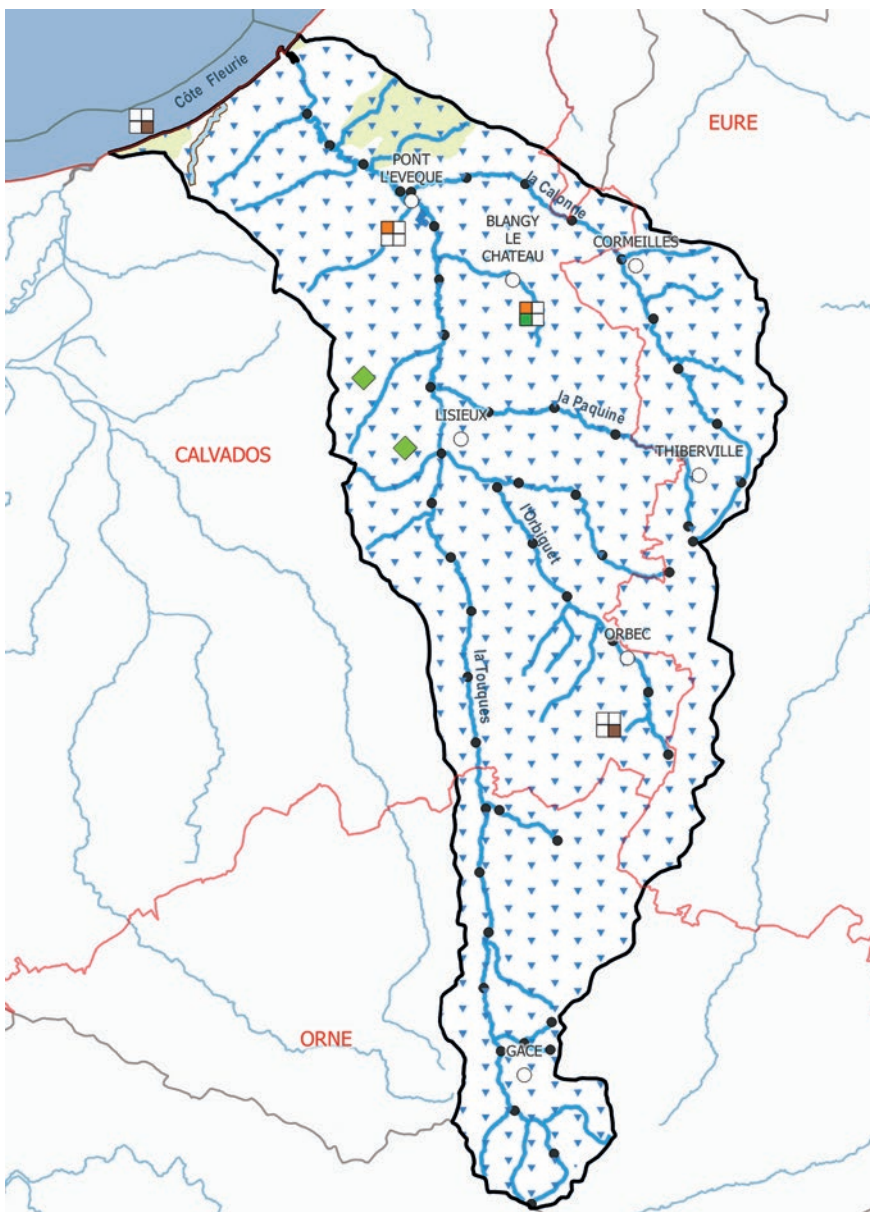 Côte Fleurie
EURE
PONT
L'EVEQUE
la Calonne
BLANGY
LE
CHATEAU
CORMEILLES
la Paquine
LISIEUX
CALVADOS
THIBERVILLE
l'Orbiquet
ORBEC
la Touques
ORNE
GACE